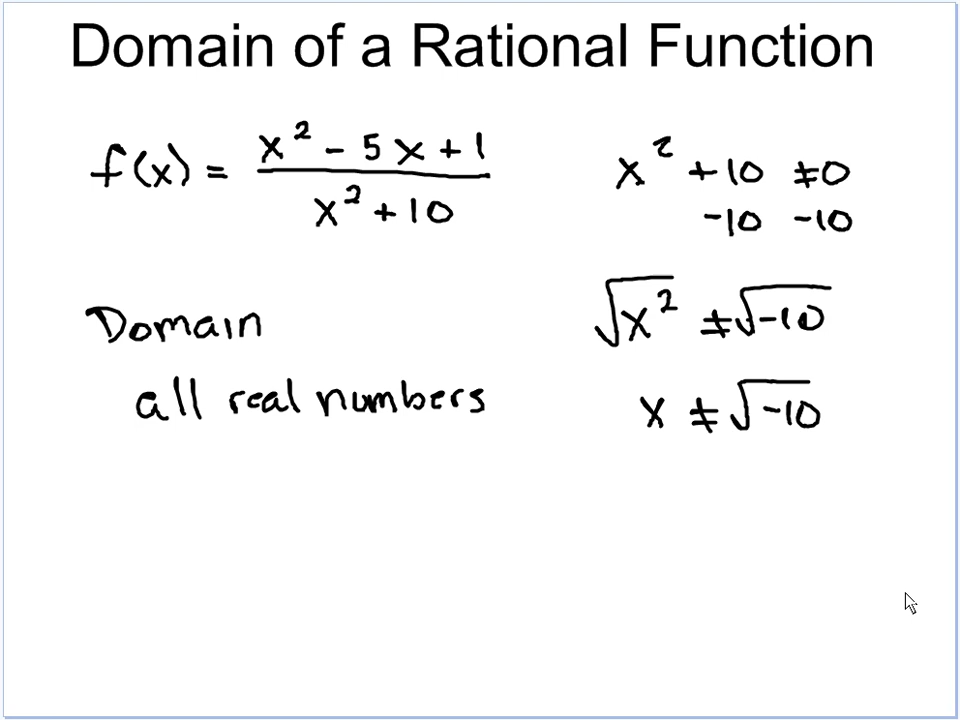 Domain of a Rational Function
f(x) = (x² - 5x + 1)/(x² + 10)
x² + 10 ≠ 0
-10 -10
√x² ≠ √-10
x ≠ √-10
Domain
all real numbers